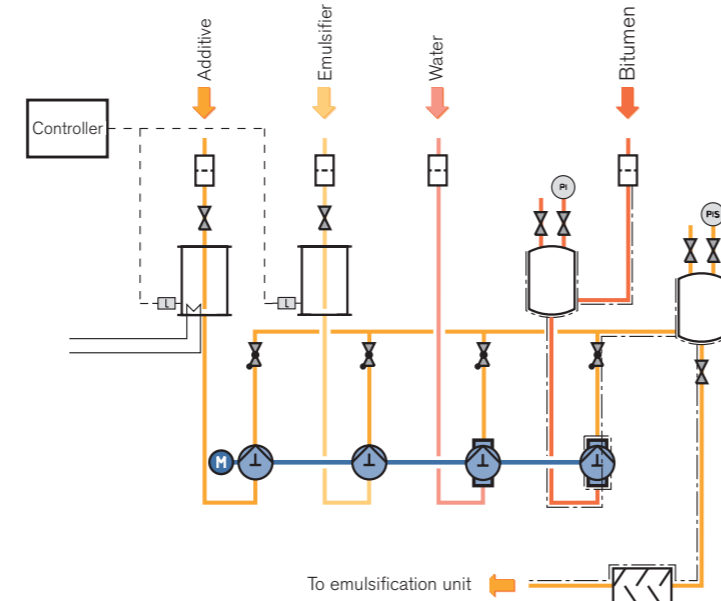 Additive
Emulsifier
Water
Bitumen
Controller
PI
PIS
L
L
M
To emulsification unit